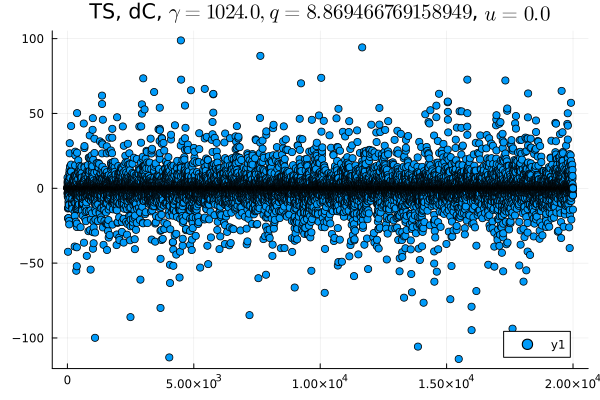 TS, dC, γ = 1024.0, q = 8.869466769158949, u = 0.0
100
50
0
−50
−100
y1
0 5.00×10³ 1.00×10⁴ 1.50×10⁴ 2.00×10⁴